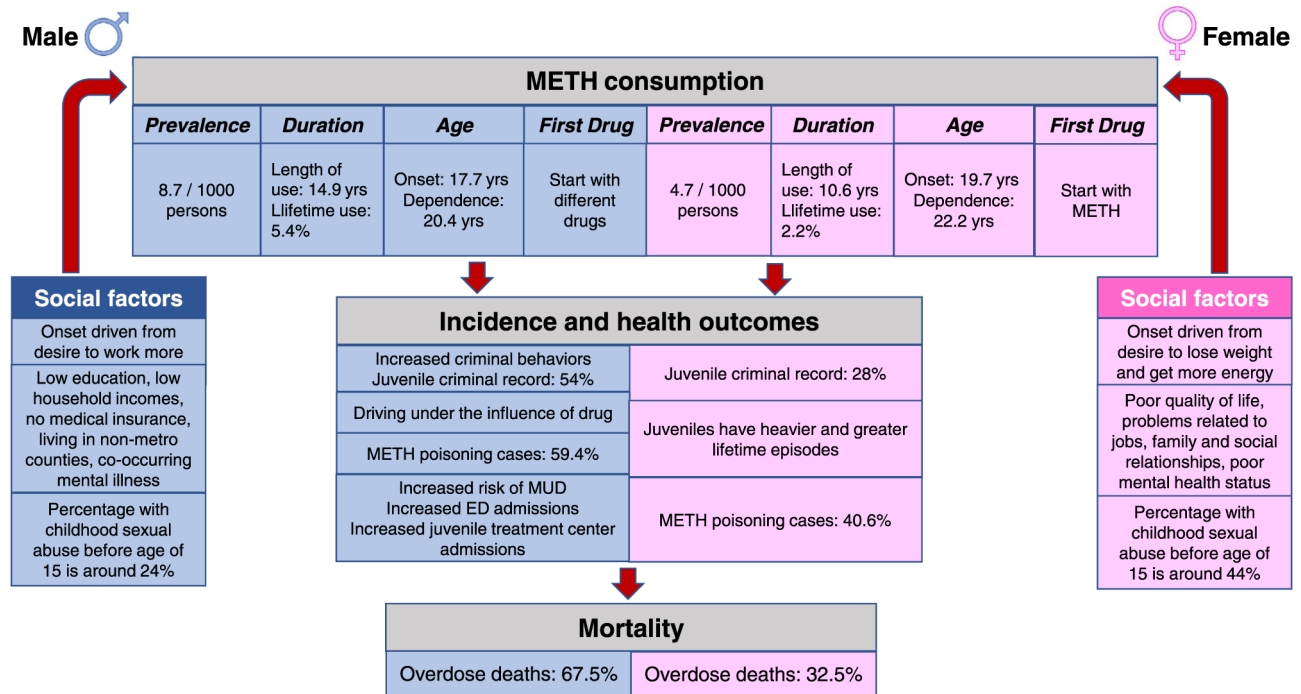 Male
Female
METH consumption
Prevalence
Duration
Age
First Drug
Prevalence
Duration
Age
First Drug
8.7 / 1000
persons
Length of
use: 14.9 yrs
Llifetime use:
5.4%
Onset: 17.7 yrs
Dependence:
20.4 yrs
Start with
different
drugs
4.7 / 1000
persons
Length of
use: 10.6 yrs
Llifetime use:
2.2%
Onset: 19.7 yrs
Dependence:
22.2 yrs
Start with
METH
Social factors
Onset driven from
desire to work more
Low education, low
household incomes,
no medical insurance,
living in non-metro
counties, co-occurring
mental illness
Percentage with
childhood sexual
abuse before age of
15 is around 24%
Incidence and health outcomes
Increased criminal behaviors
Juvenile criminal record: 54%
Driving under the influence of drug
METH poisoning cases: 59.4%
Increased risk of MUD
Increased ED admissions
Increased juvenile treatment center
admissions
Juvenile criminal record: 28%
Juveniles have heavier and greater
lifetime episodes
METH poisoning cases: 40.6%
Social factors
Onset driven from
desire to lose weight
and get more energy
Poor quality of life,
problems related to
jobs, family and social
relationships, poor
mental health status
Percentage with
childhood sexual
abuse before age of
15 is around 44%
Mortality
Overdose deaths: 67.5%
Overdose deaths: 32.5%